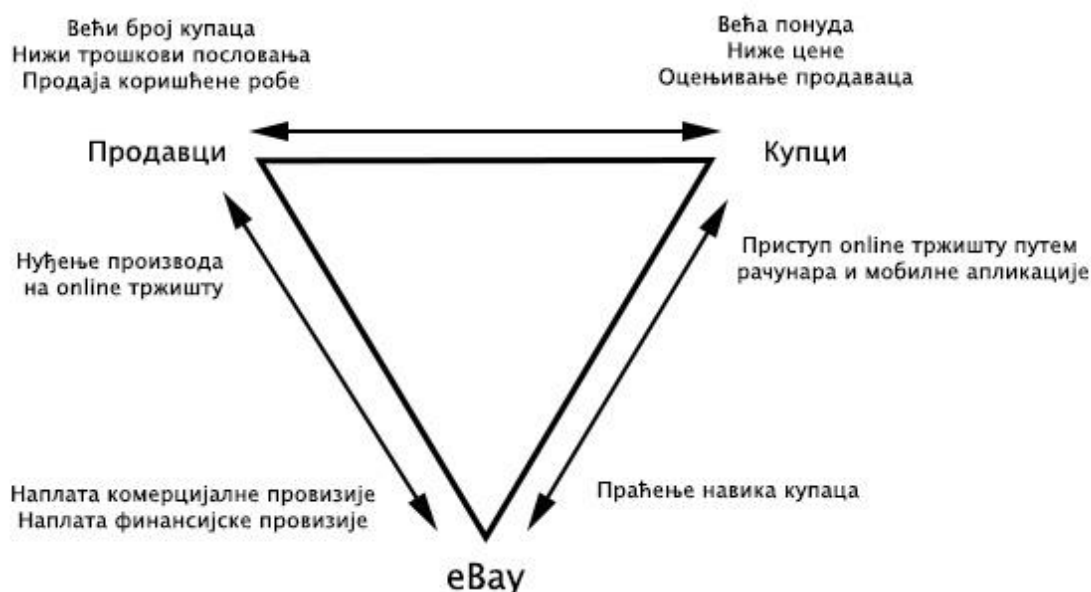 Већи број купаца
Нижи трошкови пословања
Продаја коришћене робе
Већа понуда
Ниже цене
Оцењивање продаваца
Продавци
Купци
Нуђење производа
на online тржишту
Приступ online тржишту путем
рачунара и мобилне апликације
Наплата комерцијалне провизије
Наплата финансијске провизије
Праћење навика купаца
eBay